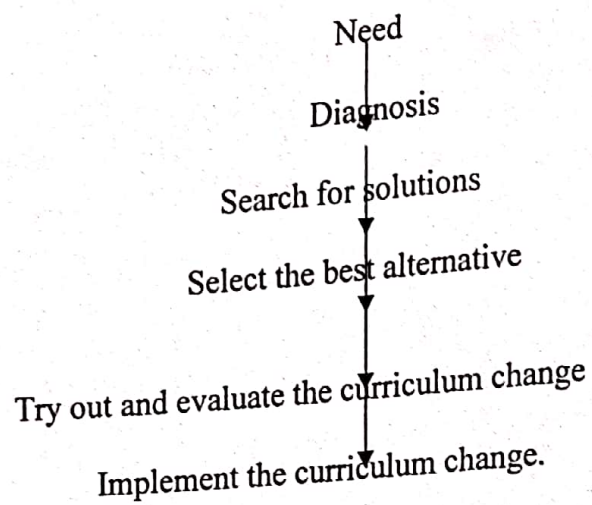 Need
Diagnosis
Search for solutions
Select the best alternative
Try out and evaluate the curriculum change
Implement the curriculum change.